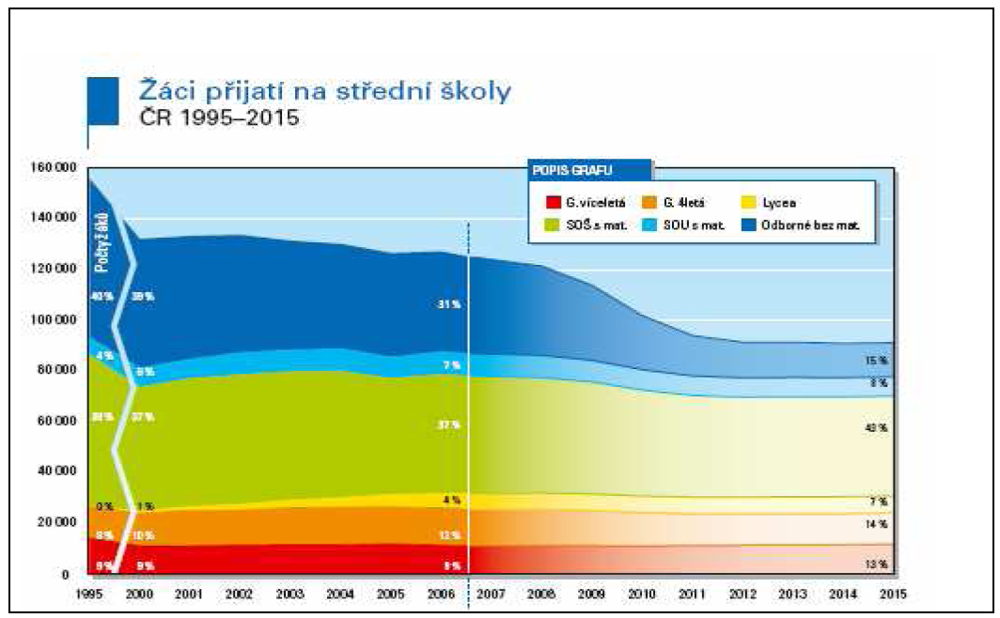 Žáci přijatí na střední školy
ČR 1995–2015
160 000
140 000
120 000
100 000
80 000
60 000
40 000
20 000
0
Počty žáků
POPIS GRAFU
G. víceletá
G. 4letá
Lycea
SOŠ s mat.
SOU s mat.
Odborné bez mat.
40 % 39 % 31 % 15 %
4 % 6 % 7 % 8 %
37 % 37 % 43 %
0 % 1 % 4 % 7 %
8 % 10 % 12 % 14 %
9 % 9 % 9 % 13 %
1995 2000 2001 2002 2003 2004 2005 2006 2007 2008 2009 2010 2011 2012 2013 2014 2015